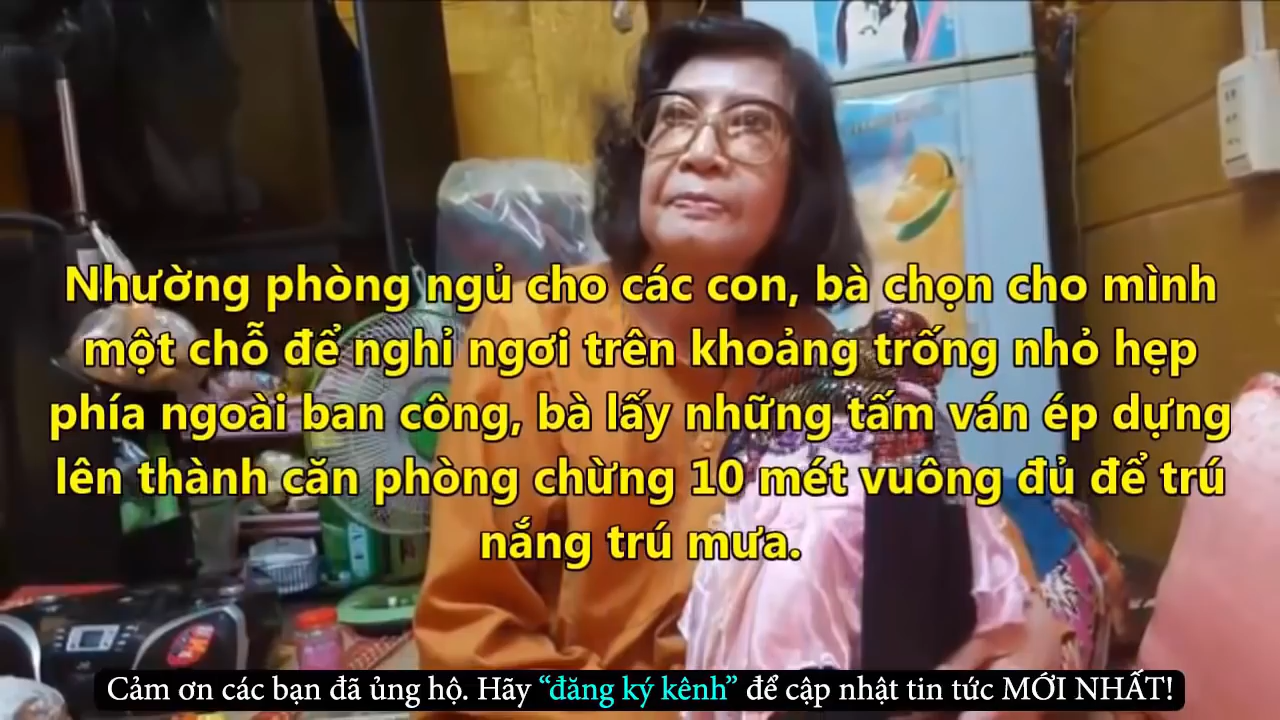 Nhường phòng ngủ cho các con, bà chọn cho mình
một chỗ để nghỉ ngơi trên khoảng trống nhỏ hẹp
phía ngoài ban công, bà lấy những tấm ván ép dựng
lên thành căn phòng chừng 10 mét vuông đủ để trú
nắng trú mưa.
Cảm ơn các bạn đã ủng hộ. Hãy “đăng ký kênh” để cập nhật tin tức MỚI NHẤT!